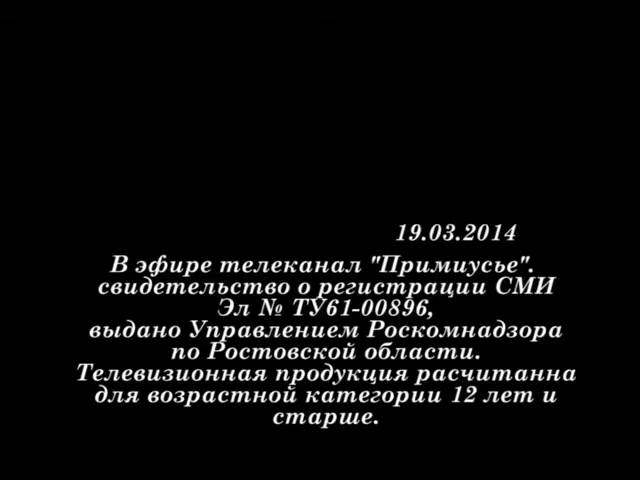 19.03.2014
В эфире телеканал "Примиусье".
свидетельство о регистрации СМИ
Эл № ТУ61-00896,
выдано Управлением Роскомнадзора
по Ростовской области.
Телевизионная продукция расчитанна
для возрастной категории 12 лет и
старше.